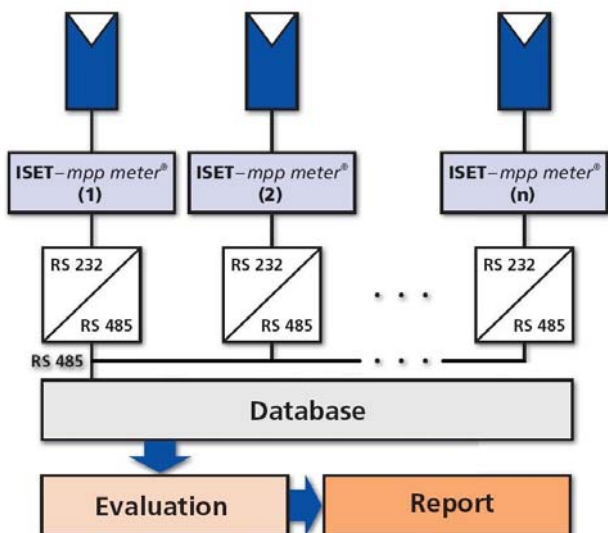 ISET–mpp meter®
(1)
ISET–mpp meter®
(2)
ISET–mpp meter®
(n)
RS 232
RS 485
RS 232
RS 485
. . .
RS 232
RS 485
RS 485
. . .
Database
Evaluation
Report